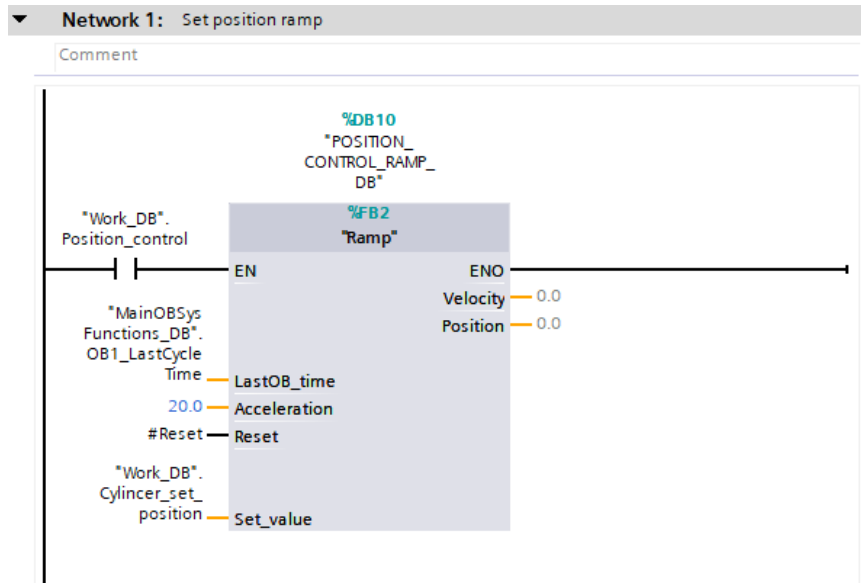 Network 1: Set position ramp
Comment
%DB10
"POSITION_
CONTROL_RAMP_
DB"
"Work_DB".
Position_control
%FB2
"Ramp"
EN
ENO
Velocity
0.0
Position
0.0
"MainOBSys
Functions_DB".
OB1_LastCycle
Time
LastOB_time
20.0
Acceleration
#Reset
Reset
"Work_DB".
Cylincer_set_
position
Set_value